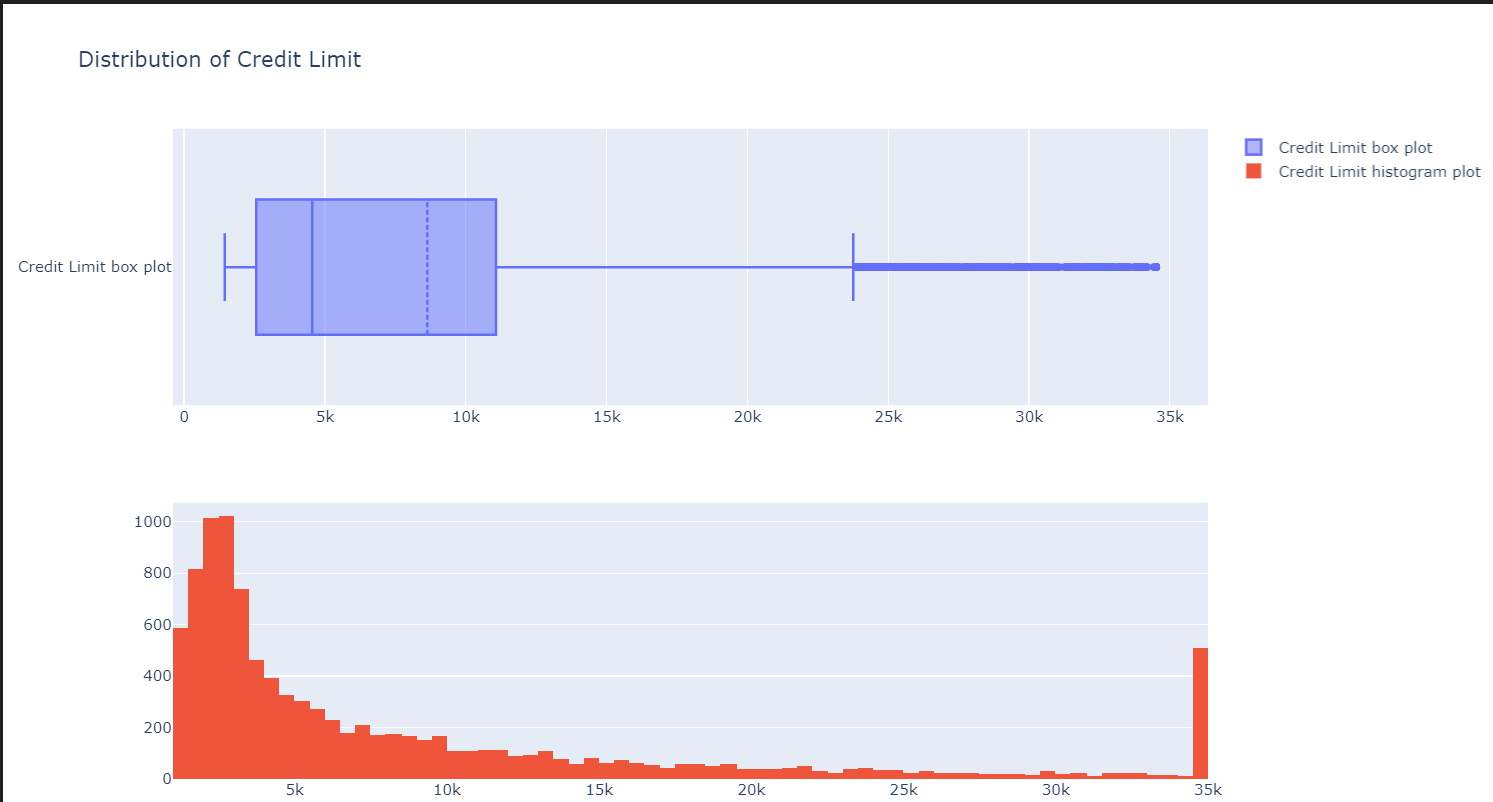 Distribution of Credit Limit
Credit Limit box plot
Credit Limit histogram plot
Credit Limit box plot
0 5k 10k 15k 20k 25k 30k 35k
1000
800
600
400
200
0
5k 10k 15k 20k 25k 30k 35k